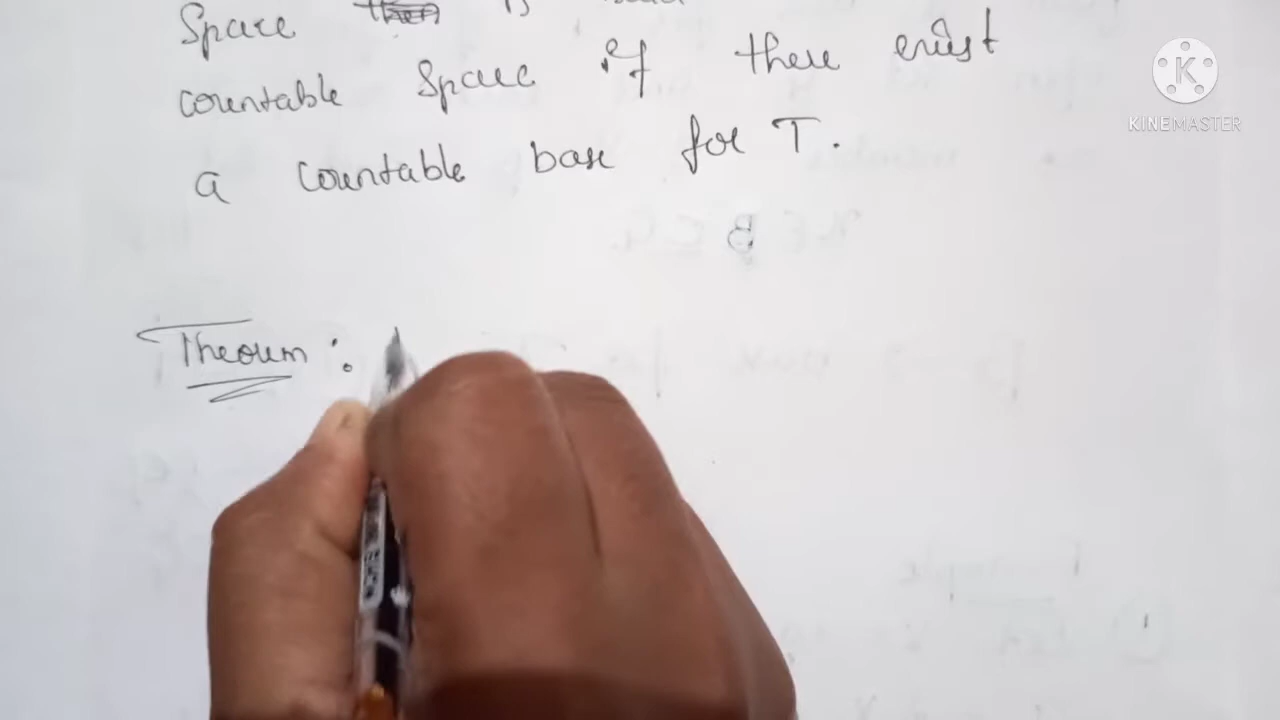 Space is
countable Space if there exist
a countable base for T.
B
Theorem :
K
KINEMASTER